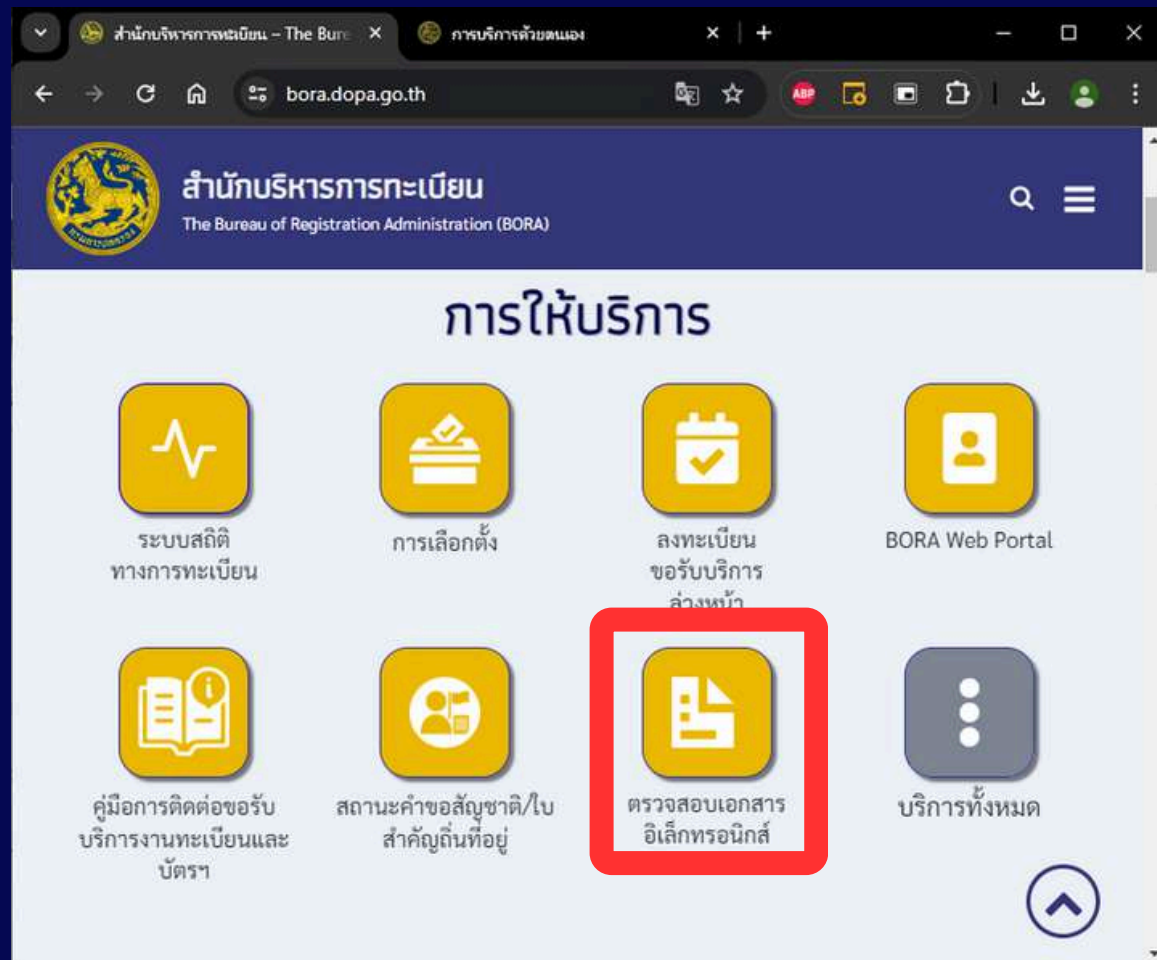 สำนักบริหารการทะเบียน – The Bure
การบริการด้วยตนเอง
bora.dopa.go.th
ABP
สำนักบริหารการทะเบียน
The Bureau of Registration Administration (BORA)
การให้บริการ
ระบบสถิติ
ทางการทะเบียน
การเลือกตั้ง
ลงทะเบียน
ขอรับบริการ
ล่วงหน้า
BORA Web Portal
คู่มือการติดต่อขอรับ
บริการงานทะเบียนและ
บัตรฯ
สถานะคำขอสัญชาติ/ใบ
สำคัญถิ่นที่อยู่
ตรวจสอบเอกสาร
อิเล็กทรอนิกส์
บริการทั้งหมด